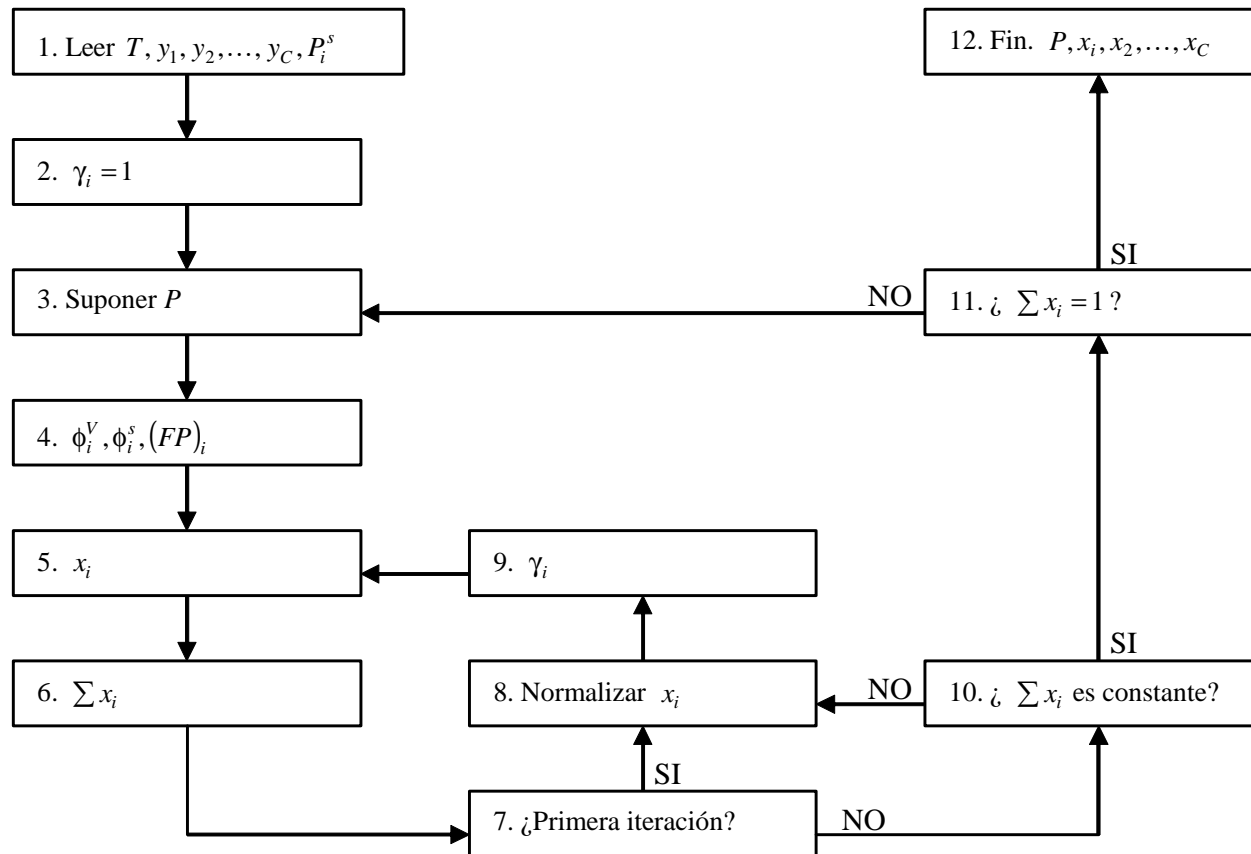 1. Leer T, y_1, y_2, ..., y_C, P_i^s
2. γ_i = 1
3. Suponer P
4. ϕ_i^V, ϕ_i^s, (FP)_i
5. x_i
6. ∑ x_i
7. ¿Primera iteración?
SI
NO
8. Normalizar x_i
9. γ_i
10. ¿ ∑ x_i es constante?
NO
SI
11. ¿ ∑ x_i = 1 ?
NO
SI
12. Fin. P, x_i, x_2, ..., x_C